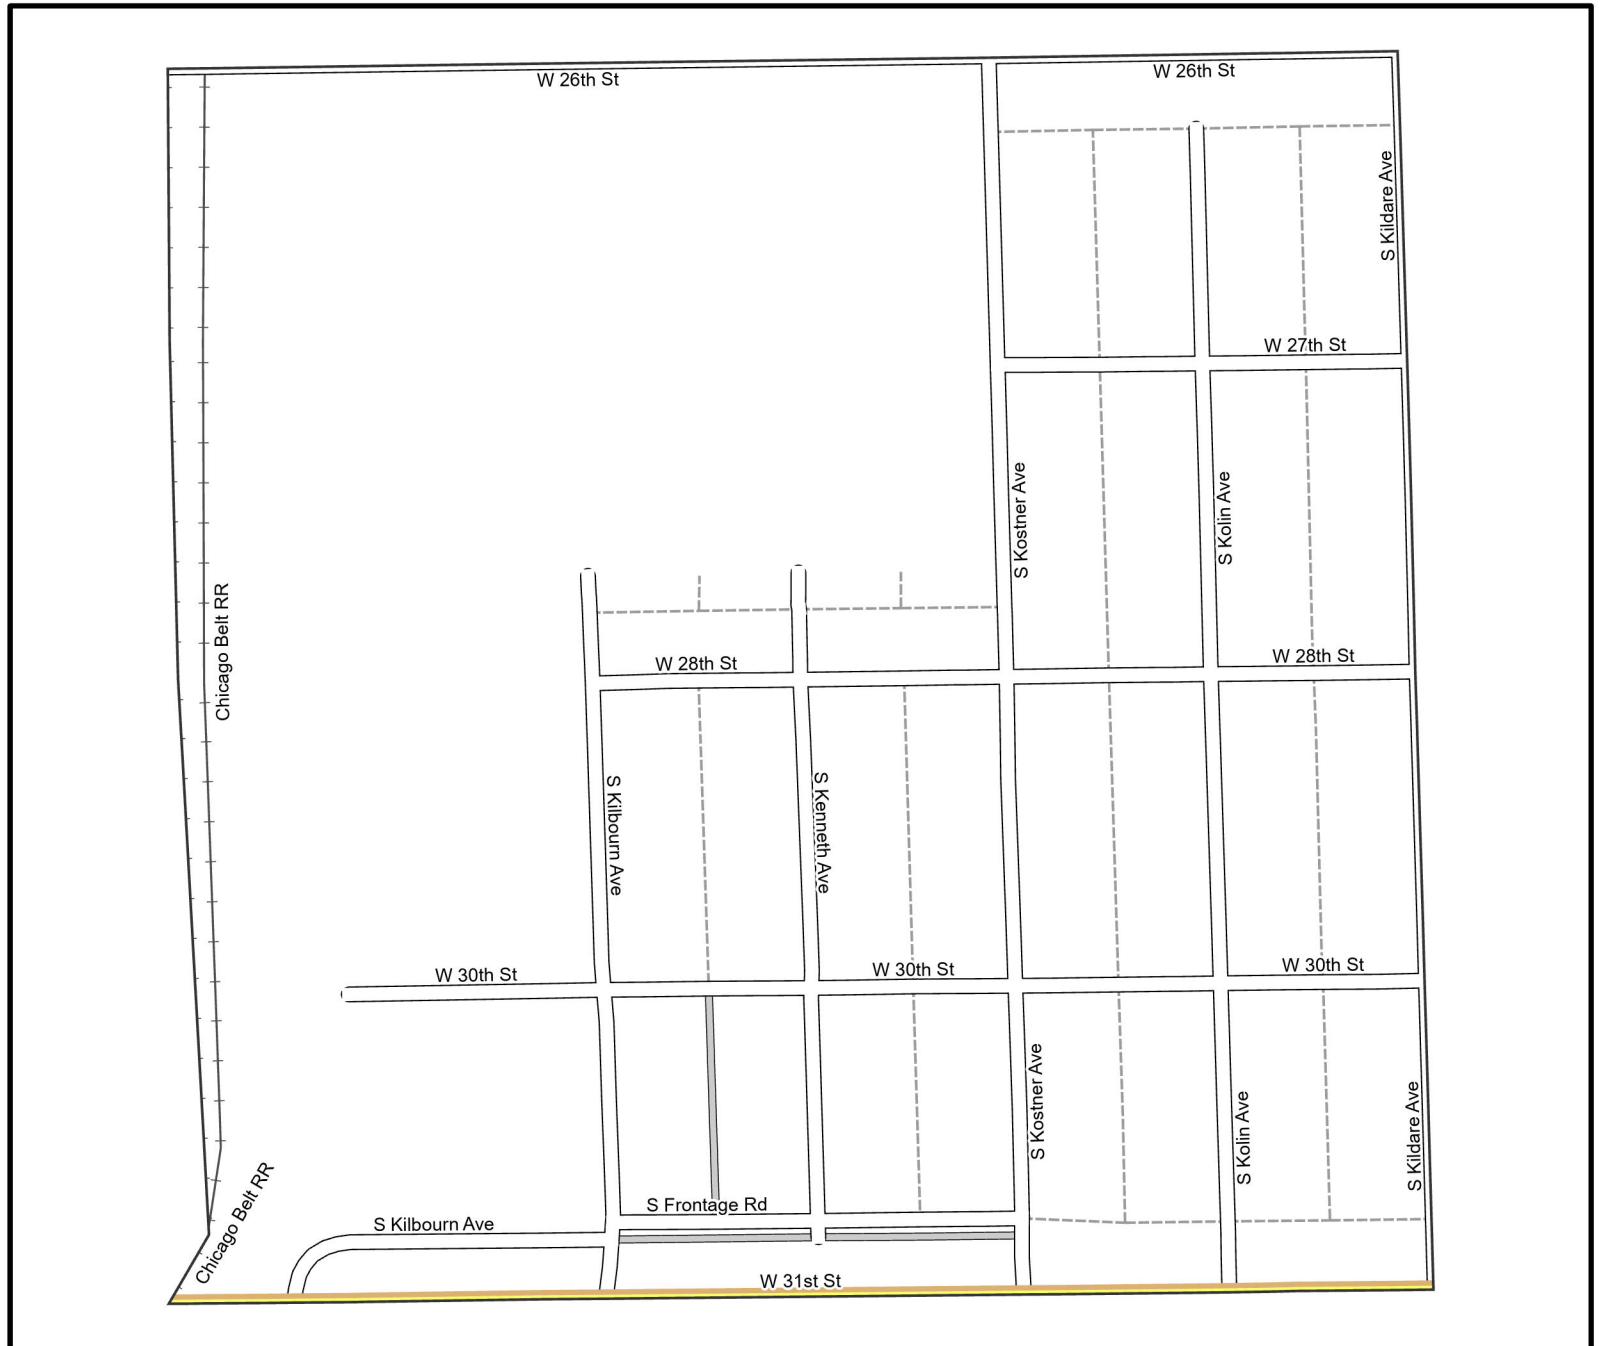 W 26th St
W 26th St
S Kildare Ave
W 27th St
S Kostner Ave
S Kolin Ave
Chicago Belt RR
W 28th St
W 28th St
S Kilbourn Ave
S Kenneth Ave
W 30th St
W 30th St
W 30th St
S Kostner Ave
S Kolin Ave
S Kildare Ave
Chicago Belt RR
S Frontage Rd
S Kilbourn Ave
W 31st St